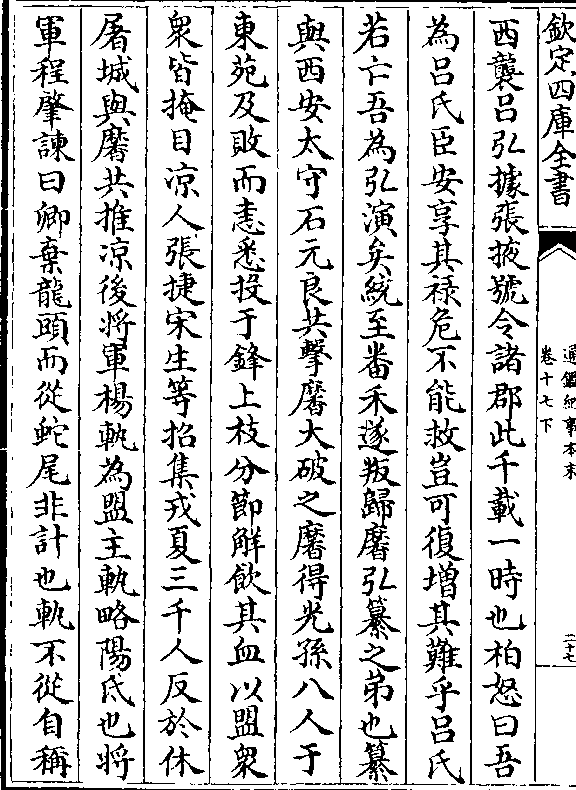 欽定四庫全書
通鑑紀事本末
卷十七下
二十七
西襲呂弘據張掖號令諸郡此千載一時也柏怒曰吾
為呂氏臣安享其祿危不能救豈可復增其難乎呂氏
若亡吾為弘演矣統至番禾遂叛歸黁弘纂之弟也纂
與西安太守石元良共擊黁大破之黁得光孫八人于
東苑及敗而恚悉投于鋒上枝分節解飲其血以盟衆
衆皆掩目凉人張捷宋生等招集戎夏三千人反於休
屠城與黁共推凉後將軍楊軌為盟主軌略陽氐也將
軍程肇諫曰卿棄龍頭而從蛇尾非計也軌不從自稱